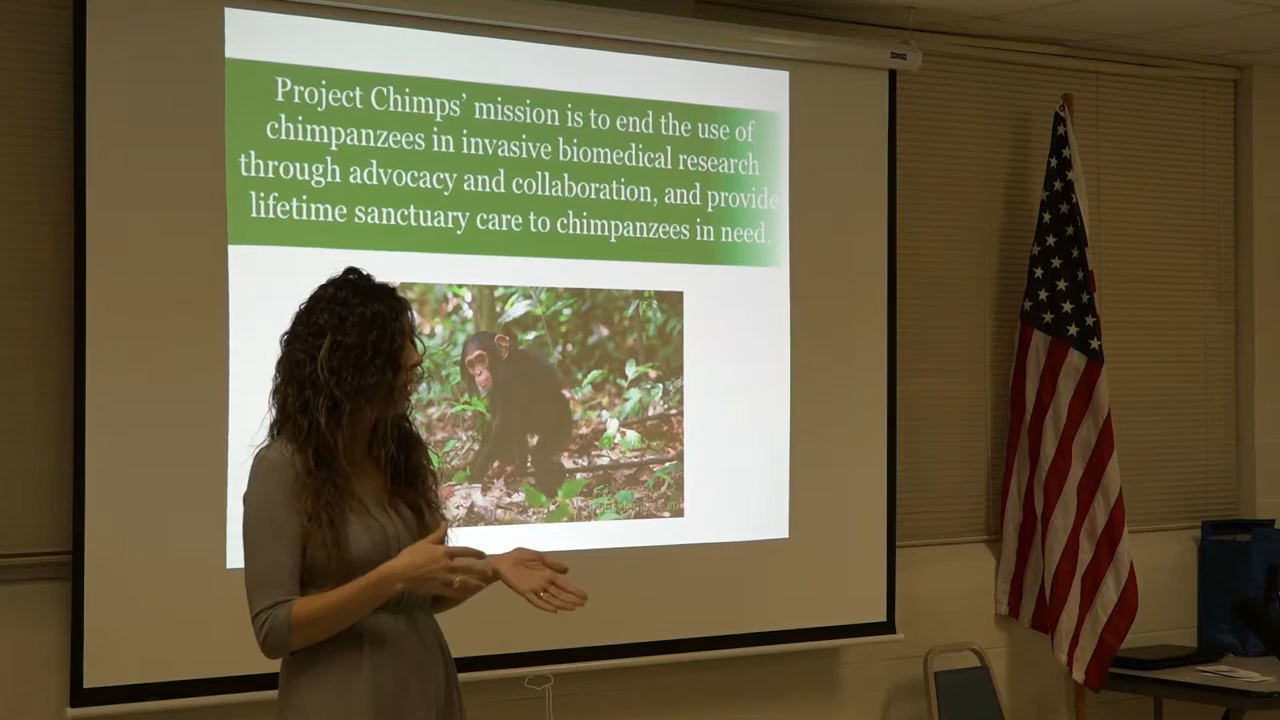 Project Chimps’ mission is to end the use of
chimpanzees in invasive biomedical research
through advocacy and collaboration, and provide
lifetime sanctuary care to chimpanzees in need.